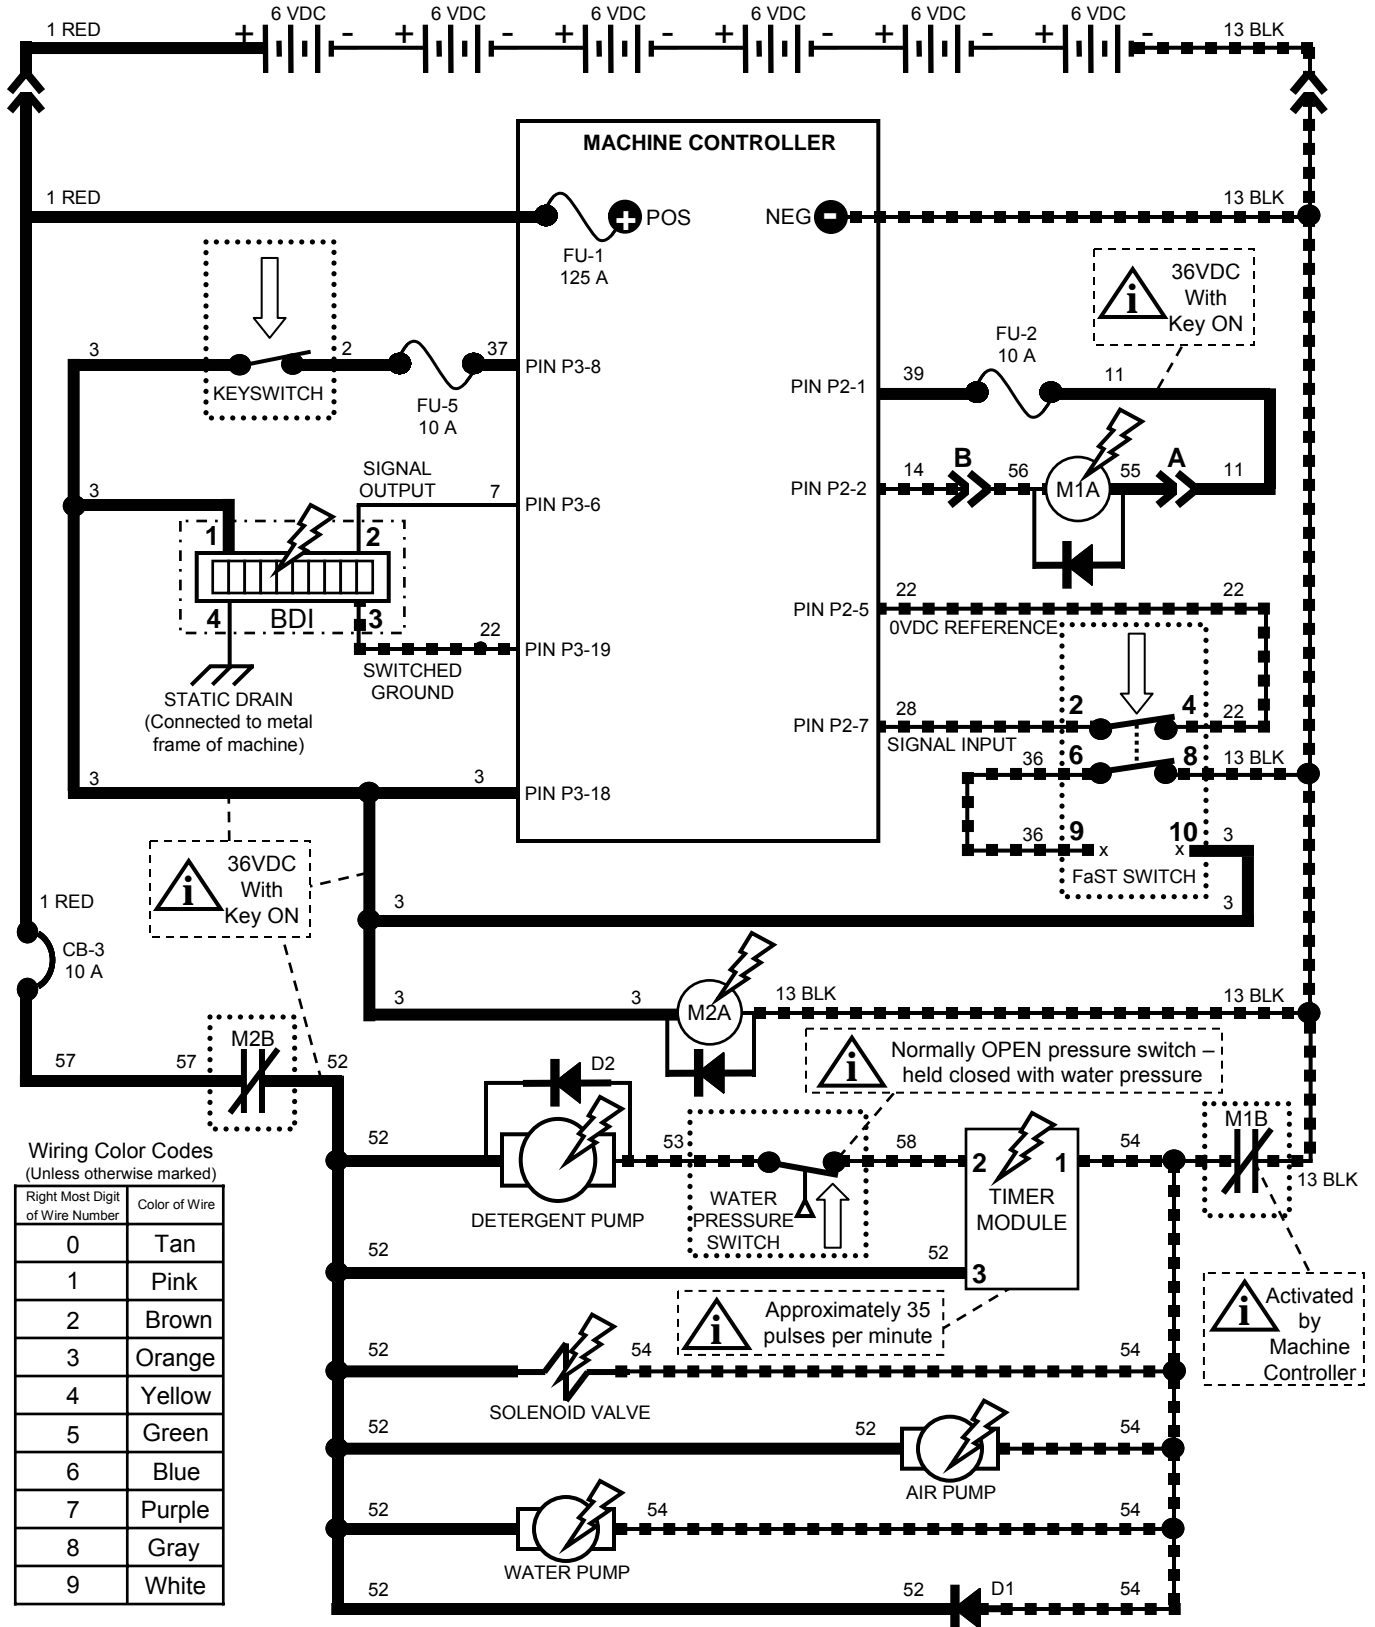 6 VDC 6 VDC 6 VDC 6 VDC 6 VDC 6 VDC
1 RED + - + - + - + - + - + - 13 BLK
MACHINE CONTROLLER
1 RED + POS NEG - 13 BLK
FU-1
125 A
i 36VDC
With
Key ON
FU-2
10 A
3 2 37 PIN P3-8
KEYSWITCH
FU-5
10 A
PIN P2-1 39 11
SIGNAL
OUTPUT
3 7 PIN P3-6
PIN P2-2 14 B 56 M1A 55 A 11
1 2
4 BDI 3
22 PIN P3-19
SWITCHED
GROUND
STATIC DRAIN
(Connected to metal
frame of machine)
PIN P2-5 22 22
0VDC REFERENCE
PIN P2-7 28 2 4 22
SIGNAL INPUT
36 6 8 13 BLK
36 9 x x 10 3
FaST SWITCH
3 3 PIN P3-18
i 36VDC
With
Key ON
1 RED
3 3
CB-3
10 A
3 3 M2A 13 BLK 13 BLK
i Normally OPEN pressure switch –
held closed with water pressure
57 57 M2B 52
D2
52 53 58 2 1 54 M1B
13 BLK
DETERGENT PUMP
WATER
PRESSURE
SWITCH
TIMER
MODULE
52 52 3
i Approximately 35
pulses per minute
i Activated
by
Machine
Controller
52 54 54
SOLENOID VALVE
52 52 54
AIR PUMP
52 54 54
WATER PUMP
52 52 D1 54
Wiring Color Codes
(Unless otherwise marked)
Right Most Digit
of Wire Number
Color of Wire
0 Tan
1 Pink
2 Brown
3 Orange
4 Yellow
5 Green
6 Blue
7 Purple
8 Gray
9 White